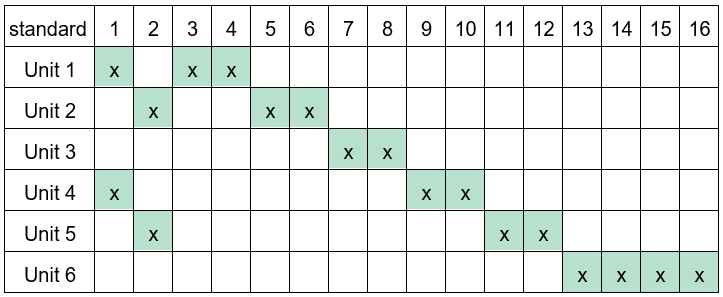 standard 1 2 3 4 5 6 7 8 9 10 11 12 13 14 15 16
Unit 1 x x x
Unit 2 x x x
Unit 3 x x
Unit 4 x x x
Unit 5 x x x
Unit 6 x x x x